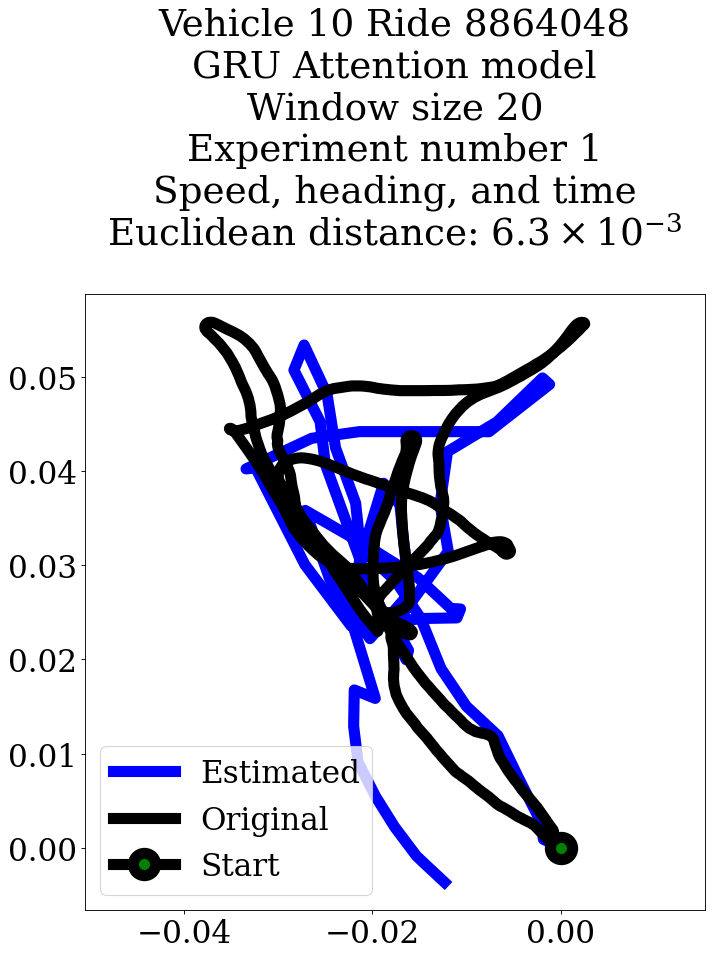 Vehicle 10 Ride 8864048
GRU Attention model
Window size 20
Experiment number 1
Speed, heading, and time
Euclidean distance: 6.3 × 10⁻³
0.05
0.04
0.03
0.02
0.01
0.00
Estimated
Original
Start
−0.04
−0.02
0.00